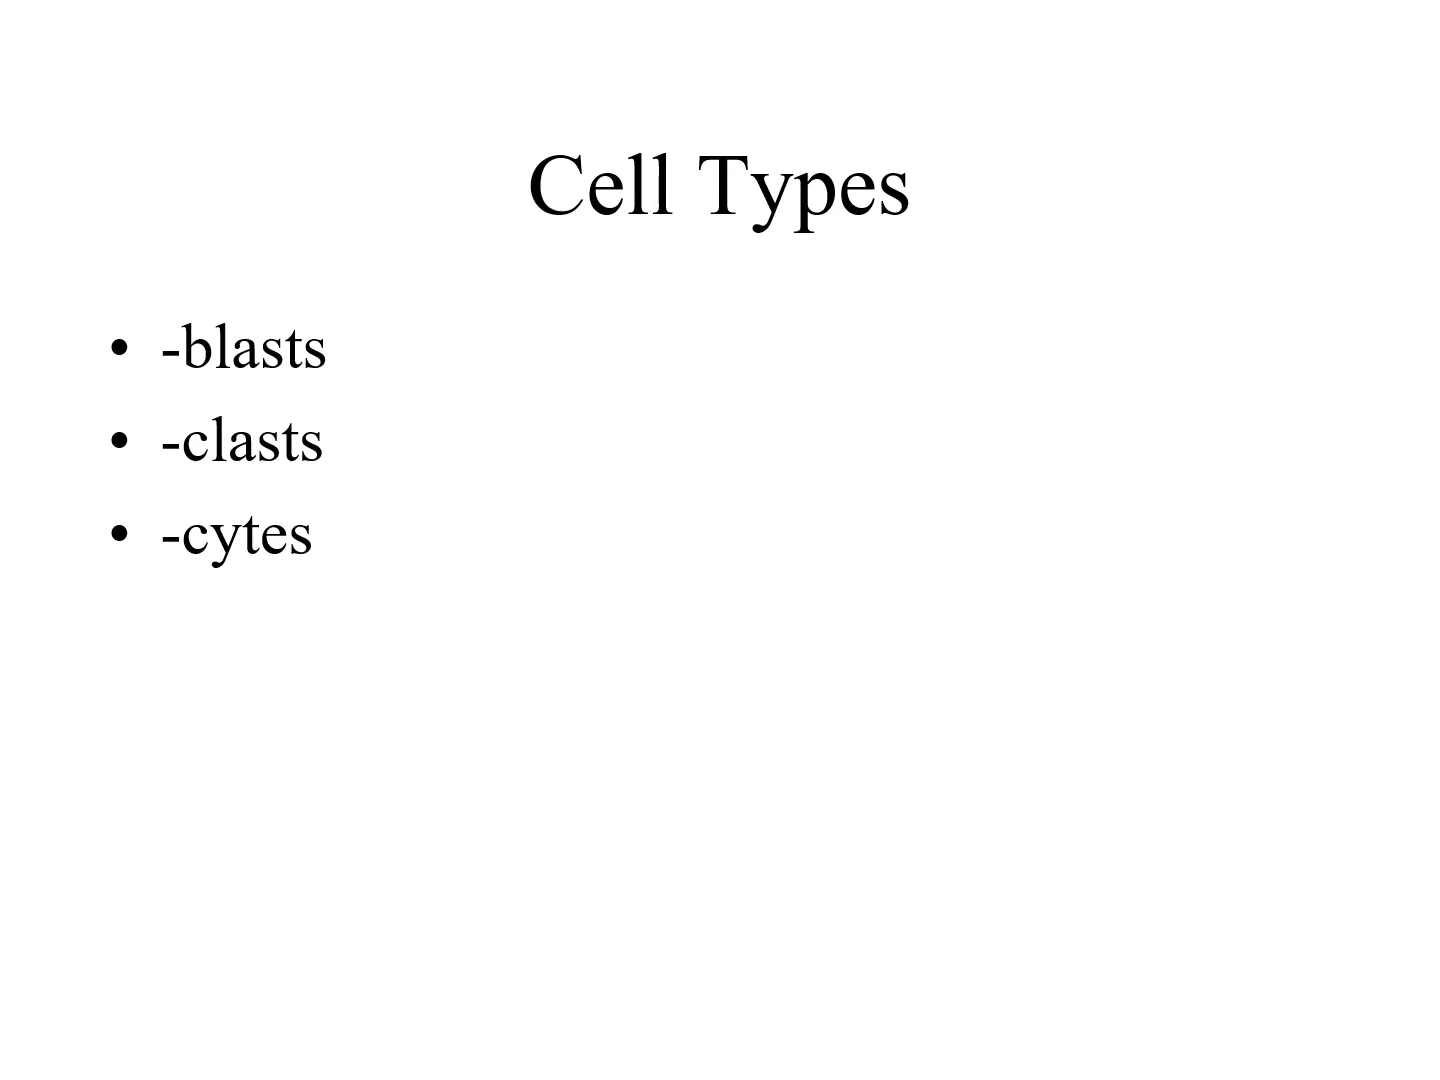 Cell Types
• -blasts
• -clasts
• -cytes